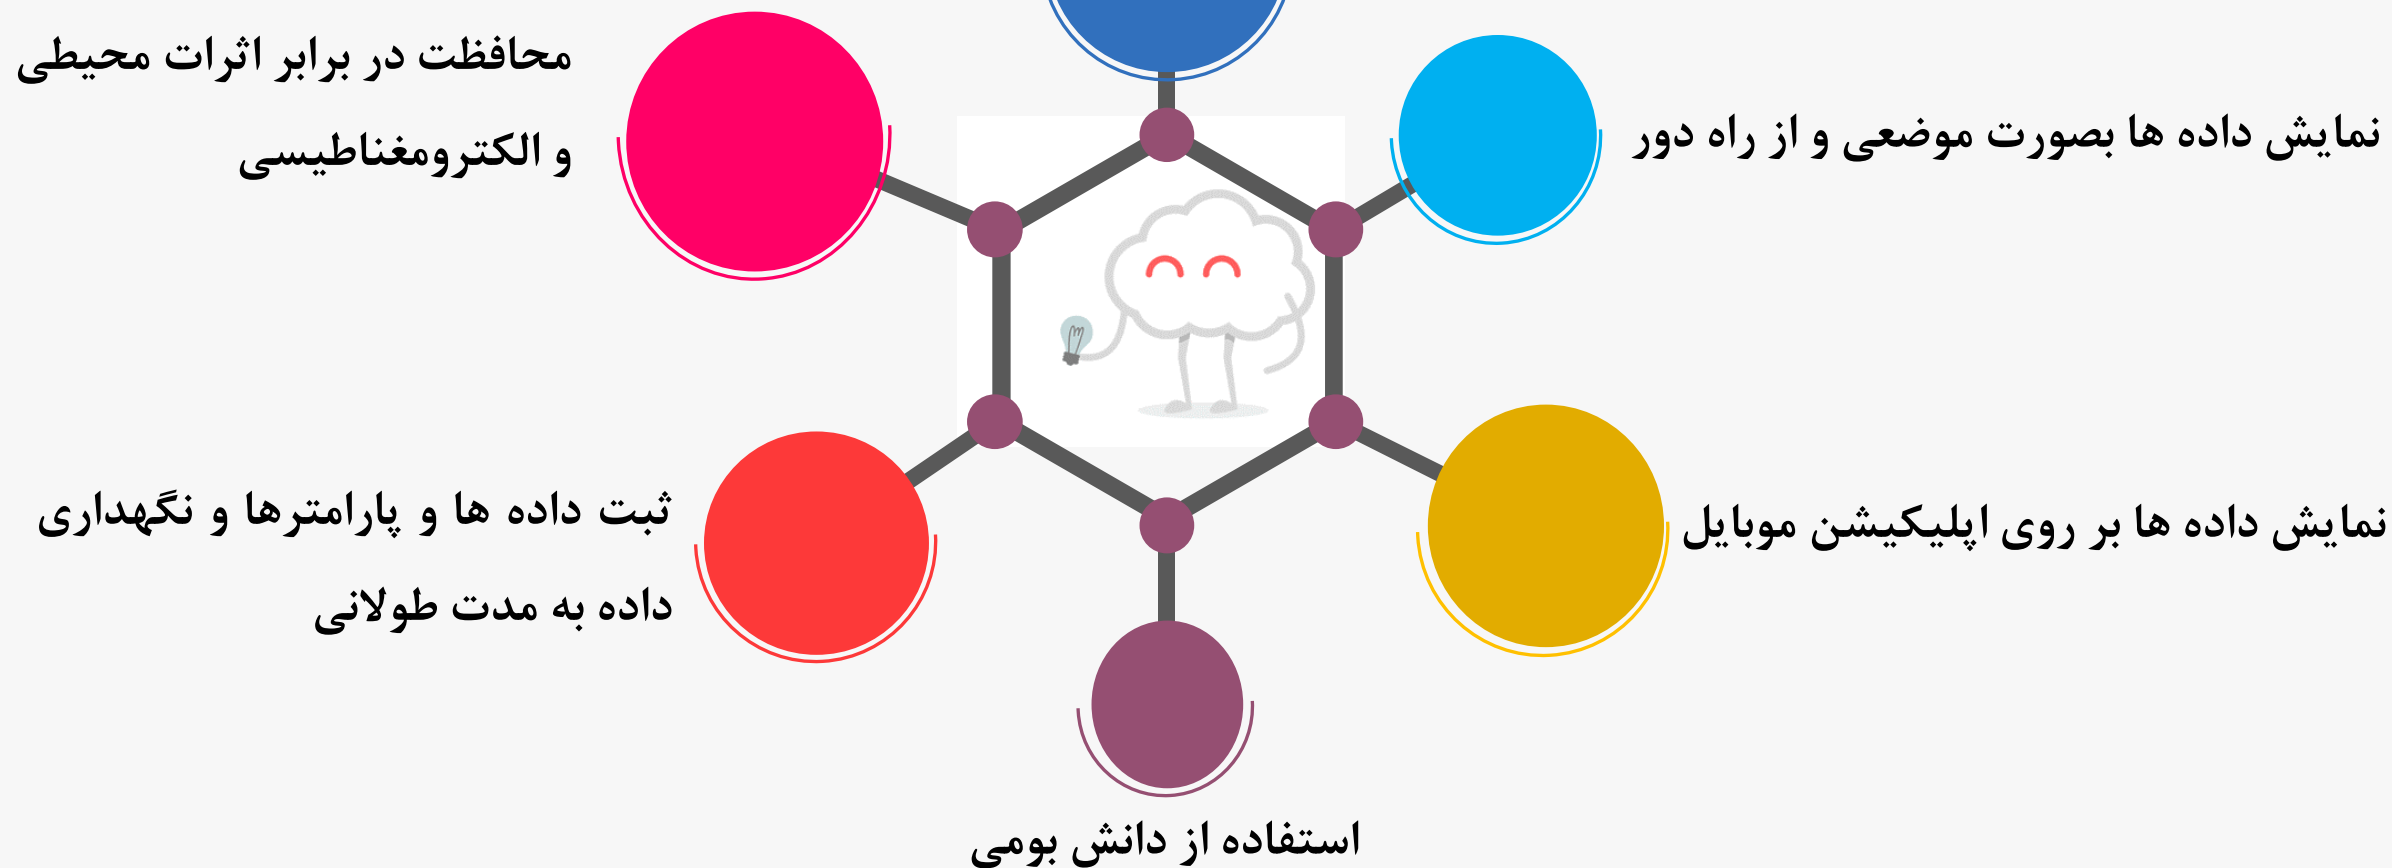 محافظت در برابر اثرات محیطی
و الکترومغناطیسی
نمایش داده ها بصورت موضعی و از راه دور
ثبت داده ها و پارامترها و نگهداری
داده به مدت طولانی
نمایش داده ها بر روی اپلیکیشن موبایل
استفاده از دانش بومی